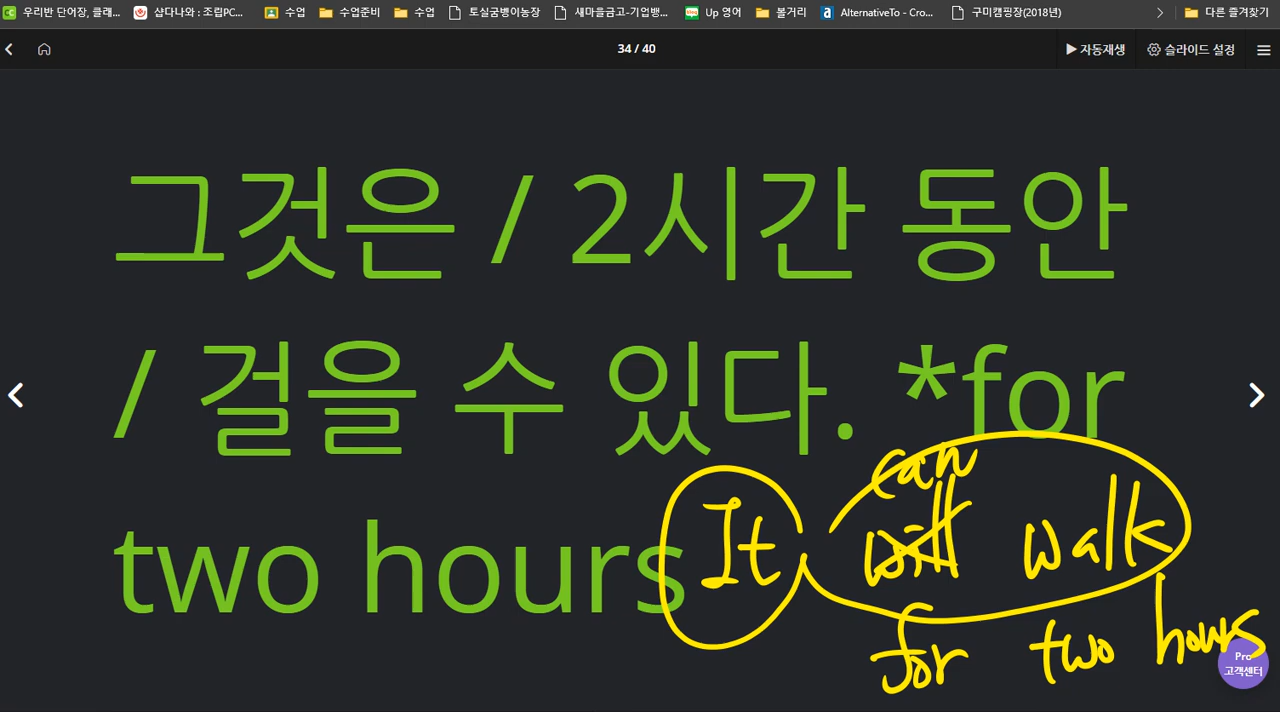 우리반 단어장, 클래... 샵다나와 : 조립PC... 수업 수업준비 수업 토실굼벵이농장 새마을금고-기업뱅... Up 영어 볼거리 AlternativeTo - Cro... 구미캠핑장(2018년) 다른 즐겨찾기
34 / 40 자동재생 슬라이드 설정
그것은 / 2시간 동안
/ 걸을 수 있다. *for
two hours
can
It will walk
for two hours
Pro
고객센터